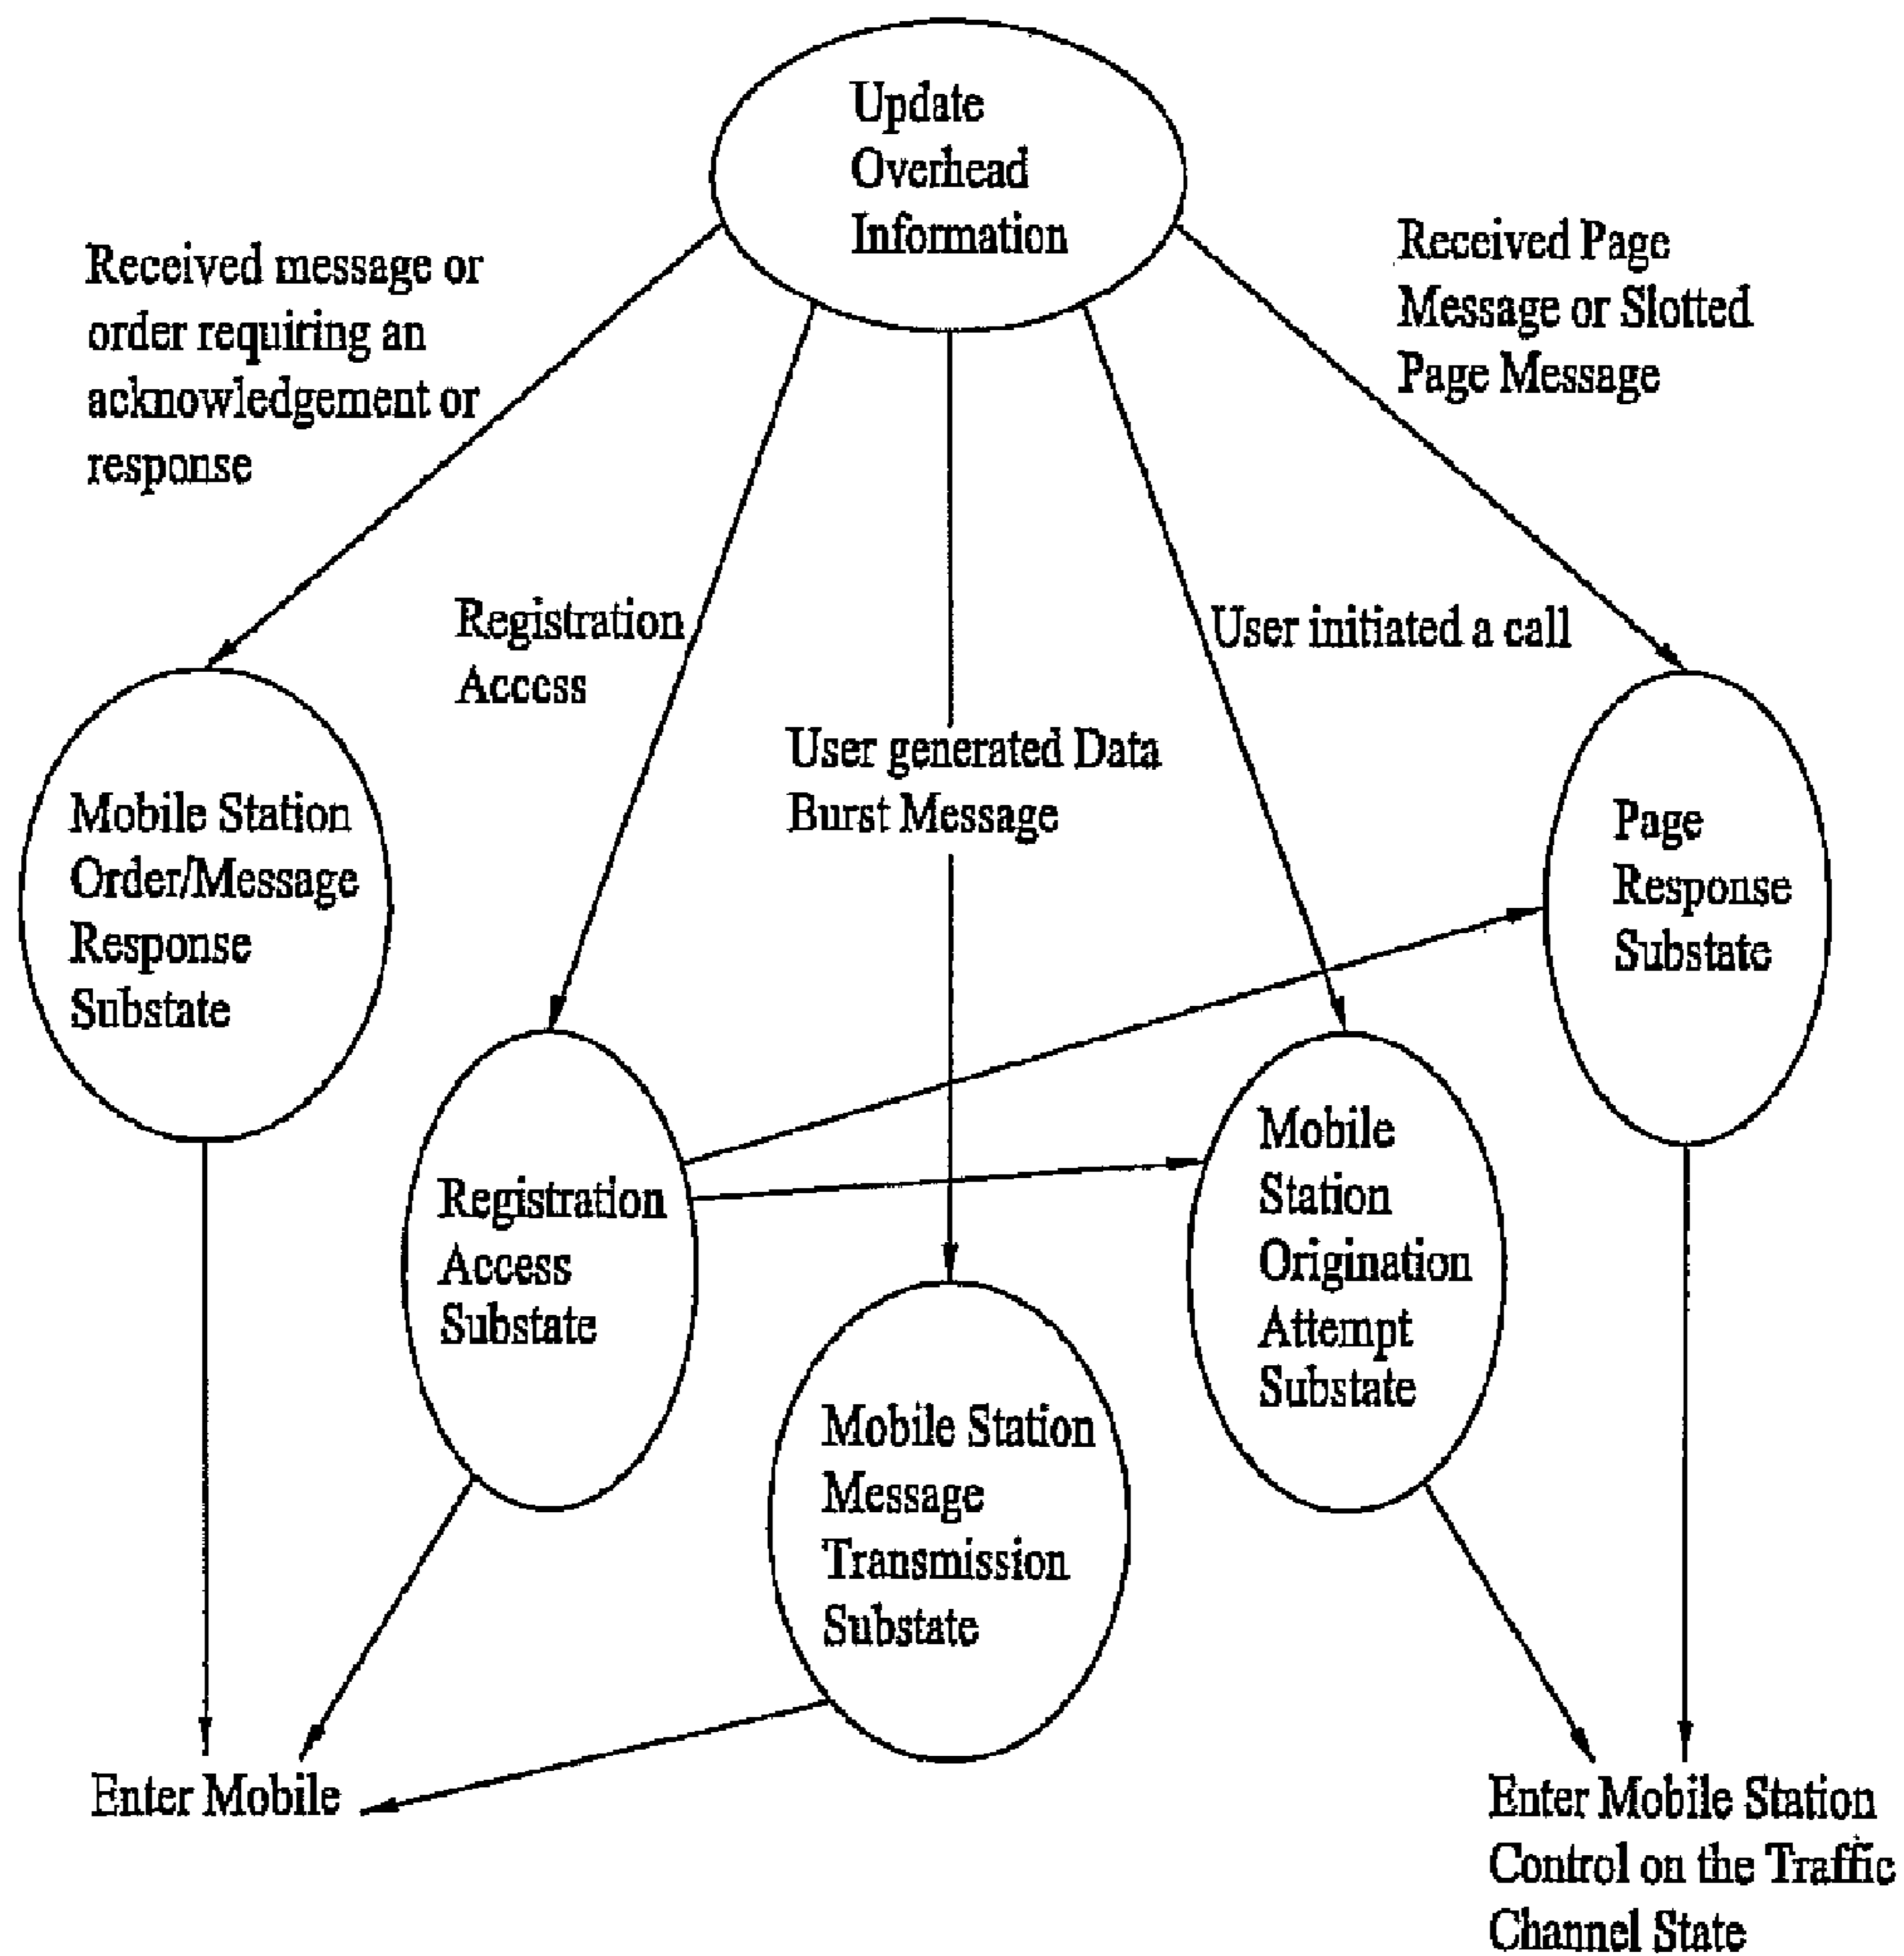 Update
Overhead
Information
Received message or
order requiring an
acknowledgement or
response
Received Page
Message or Slotted
Page Message
Registration
Access
User initiated a call
User generated Data
Burst Message
Mobile Station
Order/Message
Response
Substate
Page
Response
Substate
Registration
Access
Substate
Mobile
Station
Origination
Attempt
Substate
Mobile Station
Message
Transmission
Substate
Enter Mobile
Enter Mobile Station
Control on the Traffic
Channel State